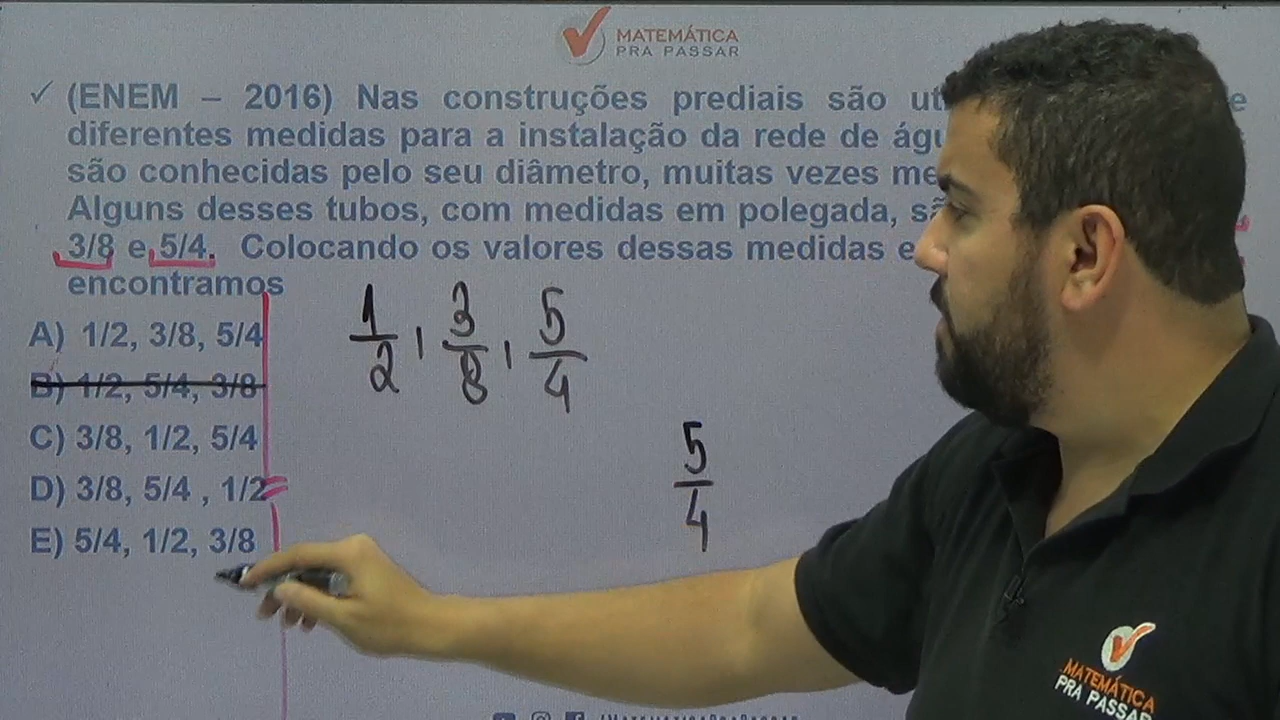 MATEMÁTICA
PRA PASSAR
✓ (ENEM – 2016) Nas construções prediais são
diferentes medidas para a instalação da rede de
são conhecidas pelo seu diâmetro, muitas vezes
Alguns desses tubos, com medidas em polegada,
3/8 e 5/4. Colocando os valores dessas medidas
encontramos
A) 1/2, 3/8, 5/4
B) 1/2, 5/4, 3/8
C) 3/8, 1/2, 5/4
D) 3/8, 5/4 , 1/2
E) 5/4, 1/2, 3/8
1/2, 3/8, 5/4
5/4
MATEMÁTICA
PRA PASSAR